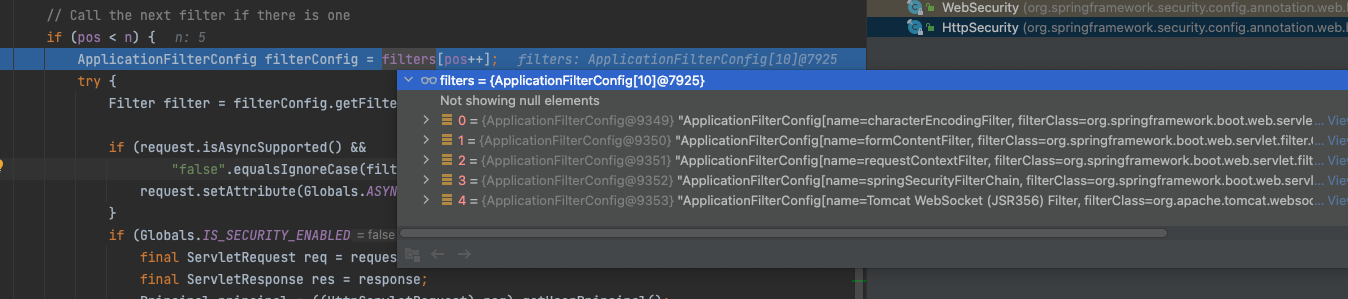 // Call the next filter if there is one
if (pos < n) { n: 5
ApplicationFilterConfig filterConfig = filters[pos++]; filters: ApplicationFilterConfig[10]@7925
try {
Filter filter = filterConfig.getFilte
if (request.isAsyncSupported() &&
"false".equalsIgnoreCase(filt
request.setAttribute(Globals.ASYN
}
if (Globals.IS_SECURITY_ENABLED = false
final ServletRequest req = reques
final ServletResponse res = response;
Principal principal = ((HttpServletRequest) req).getUserPrincipal();
WebSecurity (org.springframework.security.config.annotation.web.
HttpSecurity (org.springframework.security.config.annotation.web.
filters = {ApplicationFilterConfig[10]@7925}
Not showing null elements
0 = {ApplicationFilterConfig@9349} "ApplicationFilterConfig[name=characterEncodingFilter, filterClass=org.springframework.boot.web.servle... View
1 = {ApplicationFilterConfig@9350} "ApplicationFilterConfig[name=formContentFilter, filterClass=org.springframework.boot.web.servlet.filter.... View
2 = {ApplicationFilterConfig@9351} "ApplicationFilterConfig[name=requestContextFilter, filterClass=org.springframework.boot.web.servlet.filt... View
3 = {ApplicationFilterConfig@9352} "ApplicationFilterConfig[name=springSecurityFilterChain, filterClass=org.springframework.boot.web.servl... View
4 = {ApplicationFilterConfig@9353} "ApplicationFilterConfig[name=Tomcat WebSocket (JSR356) Filter, filterClass=org.apache.tomcat.websoc... View